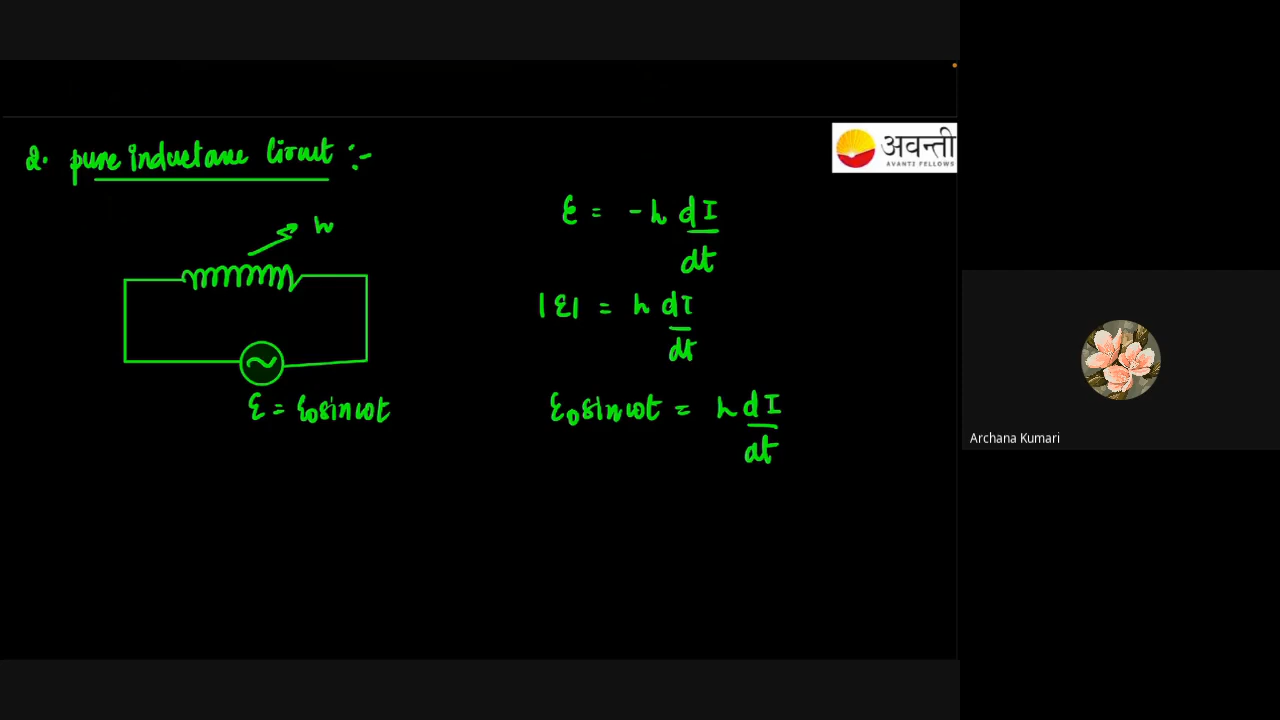 2. pure inductance circuit :-
अवन्ती
AVANTI FELLOWS
L
ε = -L dI/dt
|ε| = L dI/dt
ε = ε₀sinωt
ε₀sinωt = L dI/dt
Archana Kumari